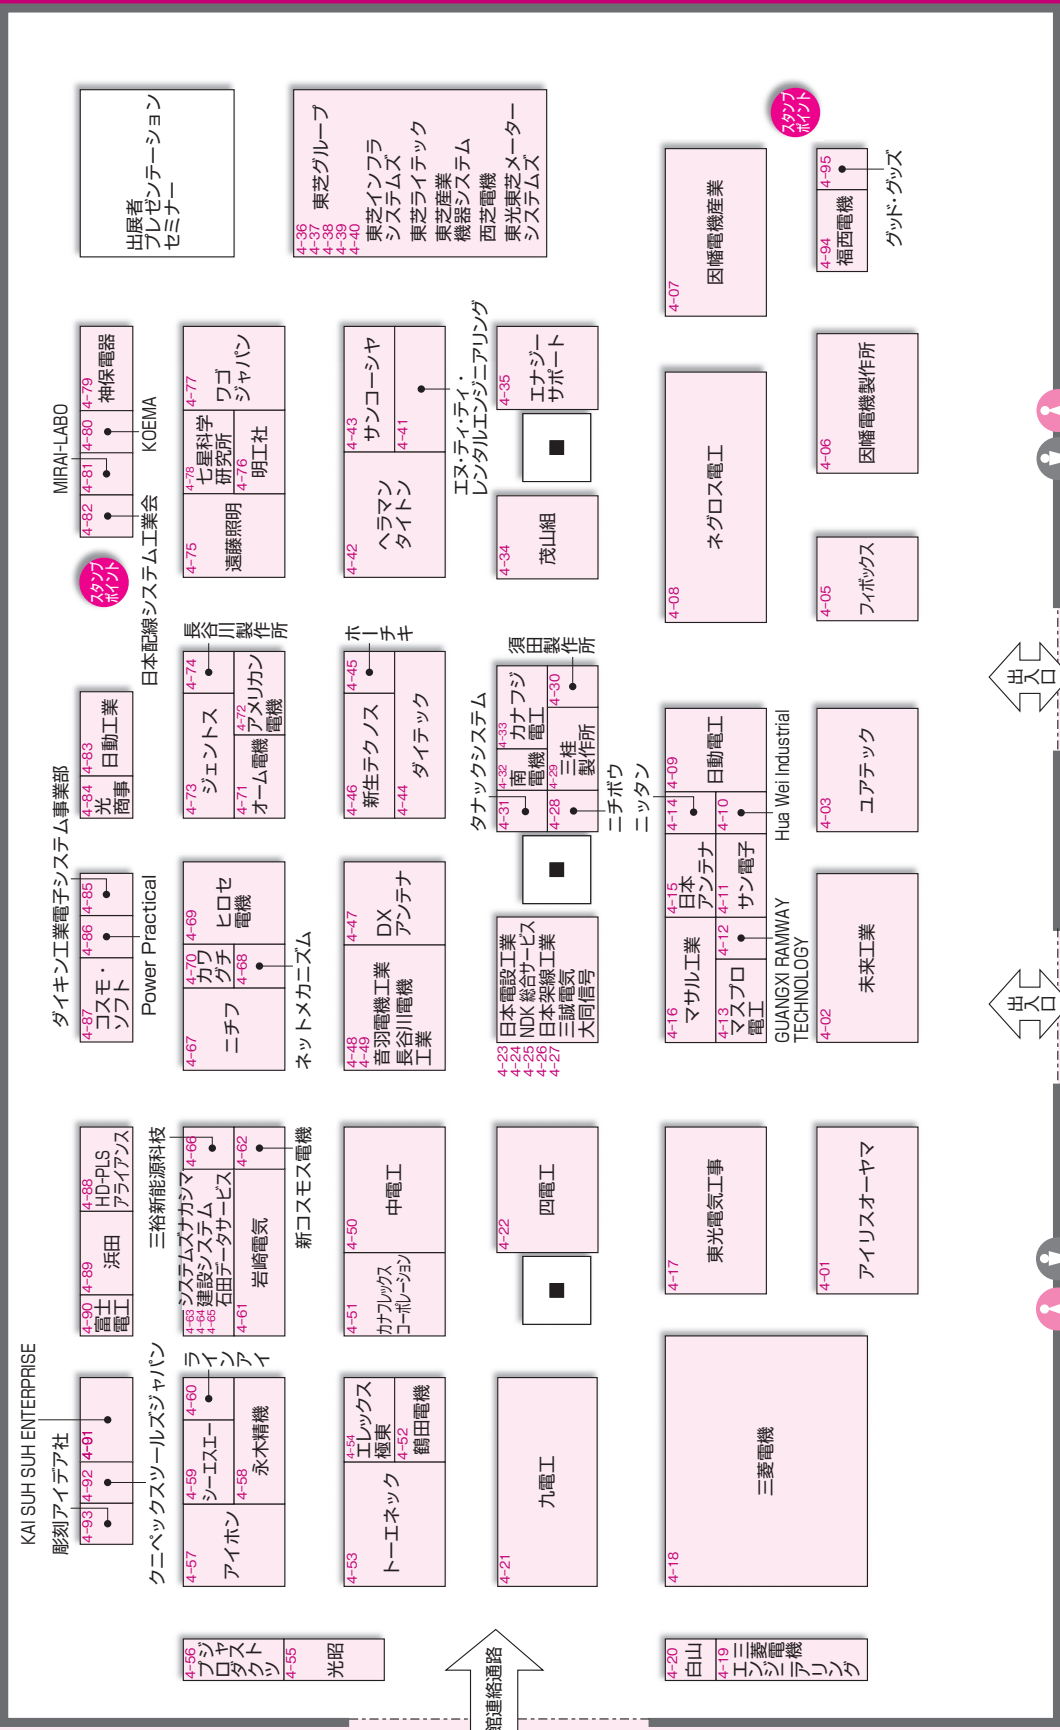 出展者
プレゼンテーション
セミナー
4-36
4-37
4-38
4-39
4-40
東芝グループ
東芝インフラ
システムズ
東芝ライテック
東芝産業
機器システム
西芝電機
東光東芝メーター
システムズ
スタンプ
ポイント
4-07
因幡電機産業
4-95
グッド・グッズ
4-94
福西電機
MIRAI-LABO
4-79
神保電器
4-80
KOEMA
4-81
4-82
日本配線システム工業会
スタンプ
ポイント
4-77
ワゴ
ジャパン
4-78
七星科学
研究所
4-76
明工社
4-75
遠藤照明
4-43
サンコーシヤ
4-41
エヌ・ティ・ティ・
レンタルエンジニアリング
4-42
ヘラマン
タイトン
4-35
エナジー
サポート
4-34
茂山組
4-08
ネグロス電工
4-06
因幡電機製作所
4-05
フィボックス
4-83
日動工業
4-84
光
商事
4-74
長谷川製作所
4-73
ジェントス
4-72
アメリカン
電機
4-71
オーム電機
4-45
ホーチキ
4-46
新生テクノス
4-44
ダイテック
タナックシステム
4-33
カナフジ
電工
4-32
南
電機
4-31
4-30
須田製作所
4-29
三桂
製作所
4-28
ニチボウ
ニッタン
4-09
日動電工
4-14
4-10
Hua Wei Industrial
4-15
日本
アンテナ
4-11
サン電子
4-16
マサル工業
4-12
GUANGXI RAMWAY
TECHNOLOGY
4-13
マスプロ
電工
4-03
ユアテック
4-02
未来工業
出入口
出入口
ダイキン工業電子システム事業部
4-85
4-86
Power Practical
4-87
コスモ・
ソフト
4-69
ヒロセ
電機
4-70
カワ
グチ
4-68
ネットメカニズム
4-67
ニチフ
4-47
DX
アンテナ
4-48
4-49
音羽電機工業
長谷川電機
工業
4-23
4-24
4-25
4-26
4-27
日本電設工業
NDK 総合サービス
日本架線工業
三誠電気
大同信号
4-88
HD-PLS
アライアンス
4-89
浜田
4-90
富士
電工
三裕新能源科枝
4-66
4-62
新コスモス電機
4-63
4-64
4-65
システムズナカシマ
建設システム
石田データサービス
4-61
岩崎電気
4-50
中電工
4-51
カナフレックス
コーポレーション
4-22
四電工
4-17
東光電気工事
4-01
アイリスオーヤマ
KAI SUH SUH ENTERPRISE
4-91
4-92
クニペックスツールズジャパン
4-93
彫刻アイデア社
4-60
ラインアイ
4-59
シーエスエー
4-58
永木精機
4-57
アイホン
4-54
エレックス
極東
4-52
鶴田電機
4-53
トーエネック
4-21
九電工
4-18
三菱電機
4-56
プロダクツ
ジャスト
4-55
光昭
館連絡通路
4-20
白山
4-19
三菱電機
エンジニアリング